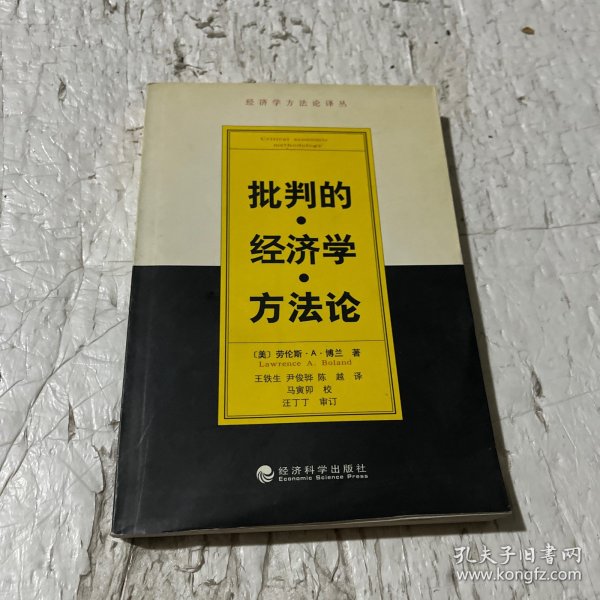 经济学方法论译丛
Critical economic
methodology
批判的
·
经济学
·
方法论
〔美〕劳伦斯·A·博兰 著
Lawrence A. Boland
王铁生 尹俊骅 陈 越 译
马寅卯 校
汪丁丁 审订
经济科学出版社
Economic Science Press
孔夫子旧书网
www.kongfz.com